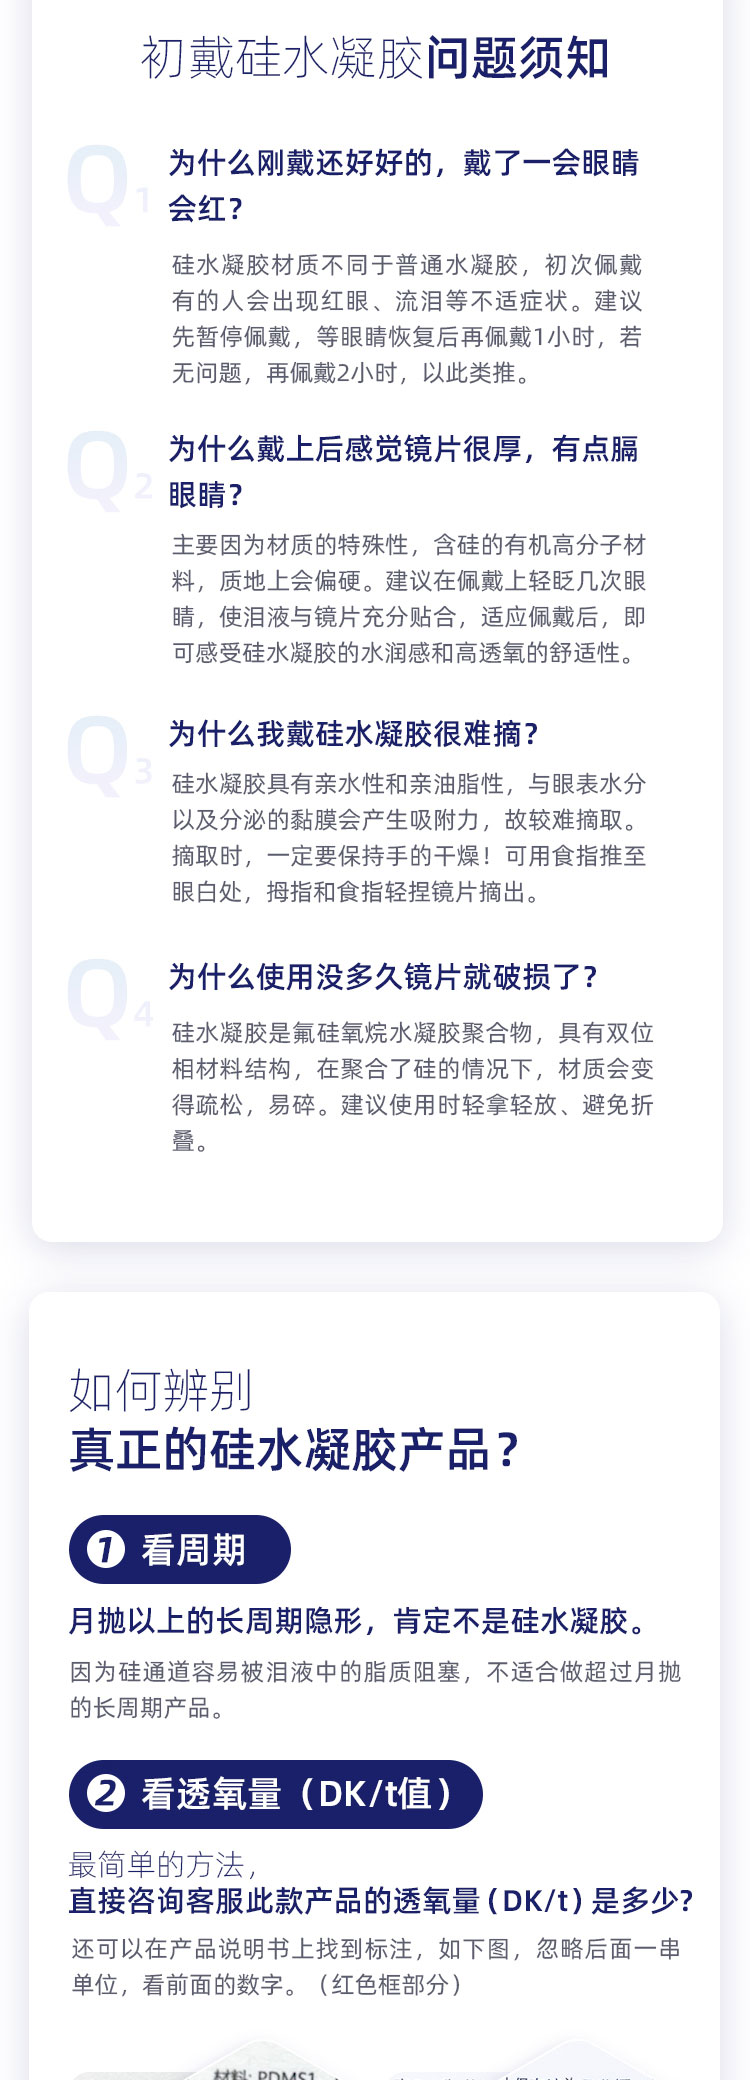 初戴硅水凝胶问题须知
Q1
为什么刚戴还好好的，戴了一会眼睛
会红？
硅水凝胶材质不同于普通水凝胶，初次佩戴
有的人会出现红眼、流泪等不适症状。建议
先暂停佩戴，等眼睛恢复后再佩戴1小时，若
无问题，再佩戴2小时，以此类推。
Q2
为什么戴上后感觉镜片很厚，有点膈
眼睛？
主要因为材质的特殊性，含硅的有机高分子材
料，质地上会偏硬。建议在佩戴上轻眨几次眼
睛，使泪液与镜片充分贴合，适应佩戴后，即
可感受硅水凝胶的水润感和高透氧的舒适性。
Q3
为什么我戴硅水凝胶很难摘？
硅水凝胶具有亲水性和亲油脂性，与眼表水分
以及分泌的黏膜会产生吸附力，故较难摘取。
摘取时，一定要保持手的干燥！可用食指推至
眼白处，拇指和食指轻捏镜片摘出。
Q4
为什么使用没多久镜片就破损了？
硅水凝胶是氟硅氧烷水凝胶聚合物，具有双位
相材料结构，在聚合了硅的情况下，材质会变
得疏松，易碎。建议使用时轻拿轻放、避免折
叠。
如何辨别
真正的硅水凝胶产品？
1 看周期
月抛以上的长周期隐形，肯定不是硅水凝胶。
因为硅通道容易被泪液中的脂质阻塞，不适合做超过月抛
的长周期产品。
2 看透氧量（DK/t值）
最简单的方法，
直接咨询客服此款产品的透氧量（DK/t）是多少？
还可以在产品说明书上找到标注，如下图，忽略后面一串
单位，看前面的数字。（红色框部分）
材料: PDMS1